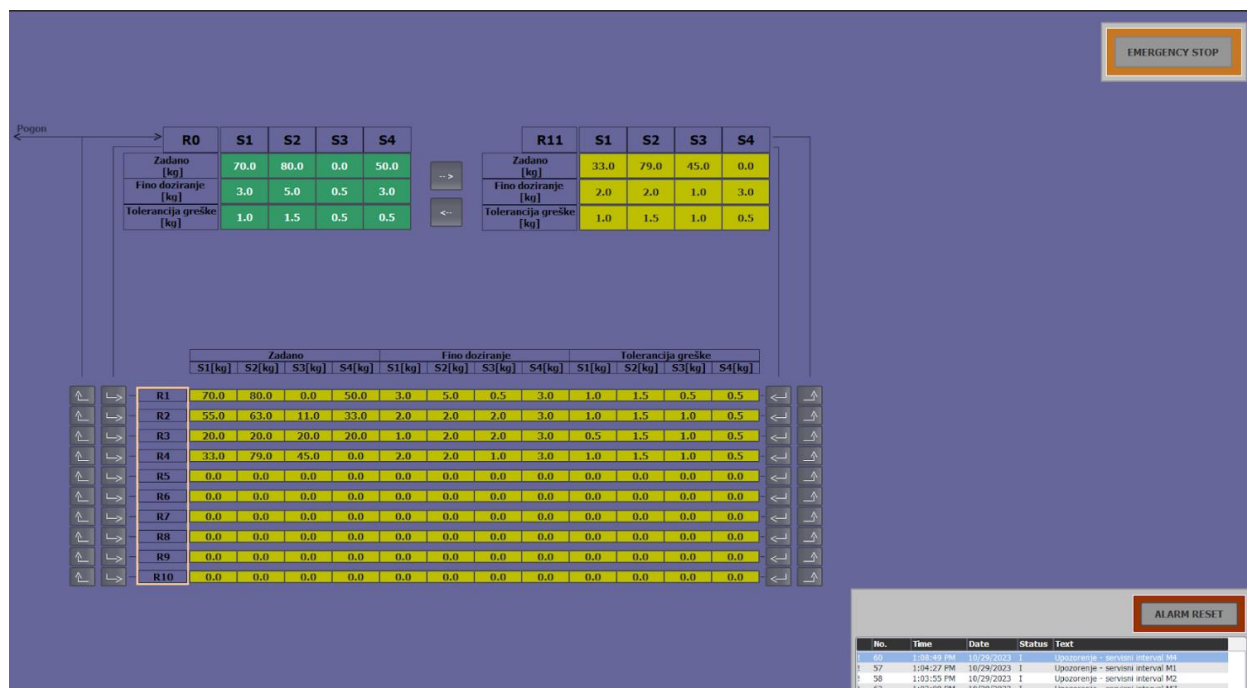 EMERGENCY STOP
Pogon
R0 S1 S2 S3 S4
Zadano [kg] 70.0 80.0 0.0 50.0
Fino doziranje [kg] 3.0 5.0 0.5 3.0
Tolerancija greške [kg] 1.0 1.5 0.5 0.5
-->
<--
R11 S1 S2 S3 S4
Zadano [kg] 33.0 79.0 45.0 0.0
Fino doziranje [kg] 2.0 2.0 1.0 3.0
Tolerancija greške [kg] 1.0 1.5 1.0 0.5
Zadano Fino doziranje Tolerancija greške
S1[kg] S2[kg] S3[kg] S4[kg] S1[kg] S2[kg] S3[kg] S4[kg] S1[kg] S2[kg] S3[kg] S4[kg]
R1 70.0 80.0 0.0 50.0 3.0 5.0 0.5 3.0 1.0 1.5 0.5 0.5
R2 55.0 63.0 11.0 33.0 2.0 2.0 2.0 3.0 1.0 1.5 1.0 0.5
R3 20.0 20.0 20.0 20.0 1.0 2.0 2.0 3.0 0.5 1.5 1.0 0.5
R4 33.0 79.0 45.0 0.0 2.0 2.0 1.0 3.0 1.0 1.5 1.0 0.5
R5 0.0 0.0 0.0 0.0 0.0 0.0 0.0 0.0 0.0 0.0 0.0 0.0
R6 0.0 0.0 0.0 0.0 0.0 0.0 0.0 0.0 0.0 0.0 0.0 0.0
R7 0.0 0.0 0.0 0.0 0.0 0.0 0.0 0.0 0.0 0.0 0.0 0.0
R8 0.0 0.0 0.0 0.0 0.0 0.0 0.0 0.0 0.0 0.0 0.0 0.0
R9 0.0 0.0 0.0 0.0 0.0 0.0 0.0 0.0 0.0 0.0 0.0 0.0
R10 0.0 0.0 0.0 0.0 0.0 0.0 0.0 0.0 0.0 0.0 0.0 0.0
ALARM RESET
No. Time Date Status Text
! 60 1:08:49 PM 10/29/2023 I Upozorenje - servisni interval M4
! 57 1:04:27 PM 10/29/2023 I Upozorenje - servisni interval M1
! 58 1:03:55 PM 10/29/2023 I Upozorenje - servisni interval M2